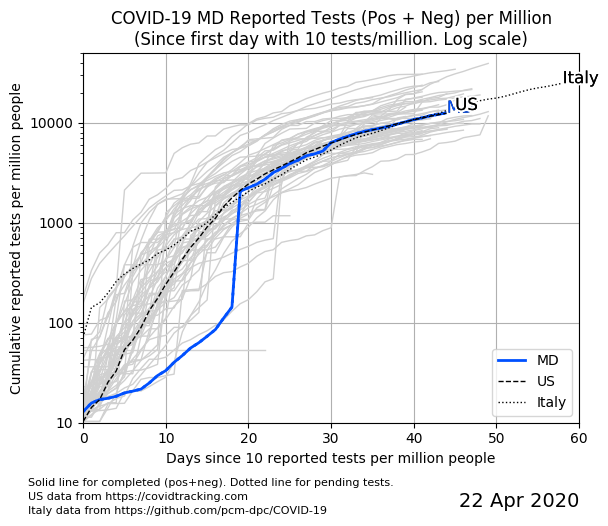 COVID-19 MD Reported Tests (Pos + Neg) per Million
(Since first day with 10 tests/million. Log scale)
Cumulative reported tests per million people
10000
1000
100
10
Italy
US
MD
US
Italy
0 10 20 30 40 50 60
Days since 10 reported tests per million people
Solid line for completed (pos+neg). Dotted line for pending tests.
US data from https://covidtracking.com
Italy data from https://github.com/pcm-dpc/COVID-19
22 Apr 2020